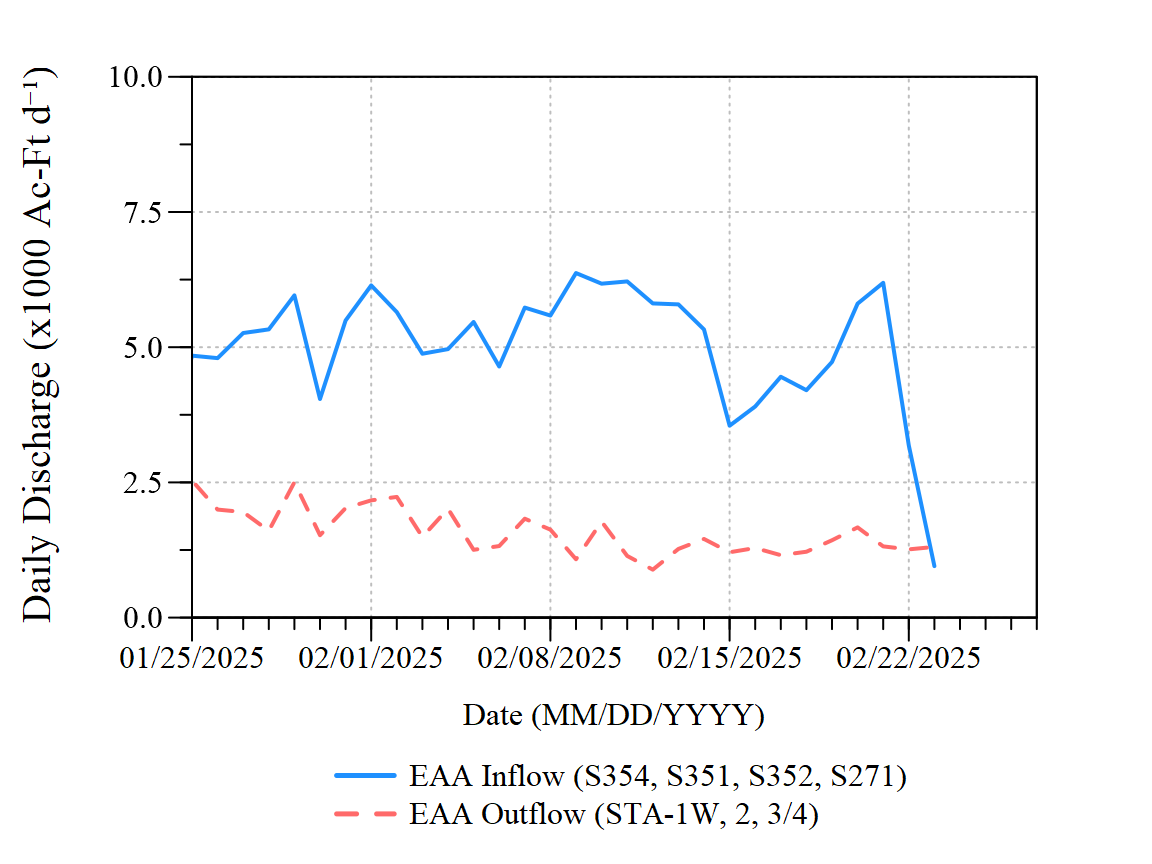 Daily Discharge (x1000 Ac-Ft d⁻¹)
10.0
7.5
5.0
2.5
0.0
01/25/2025 02/01/2025 02/08/2025 02/15/2025 02/22/2025
Date (MM/DD/YYYY)
EAA Inflow (S354, S351, S352, S271)
EAA Outflow (STA-1W, 2, 3/4)